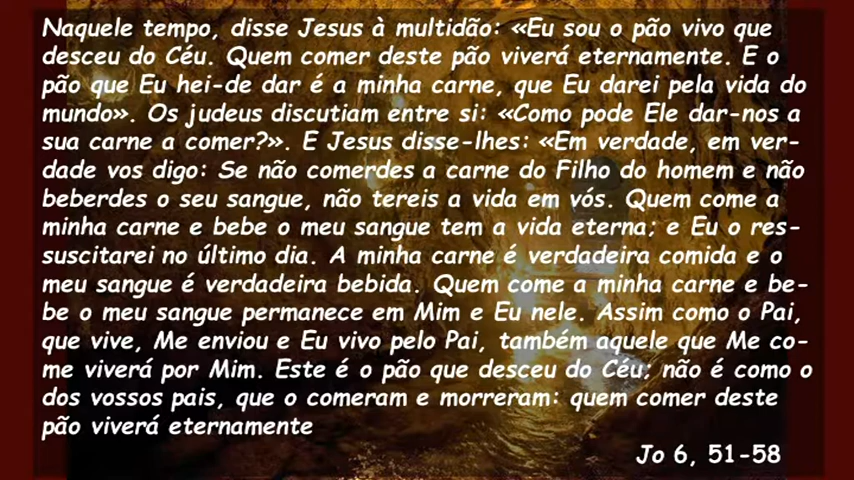 Naquele tempo, disse Jesus à multidão: «Eu sou o pão vivo que
desceu do Céu. Quem comer deste pão viverá eternamente. E o
pão que Eu hei-de dar é a minha carne, que Eu darei pela vida do
mundo». Os judeus discutiam entre si: «Como pode Ele dar-nos a
sua carne a comer?». E Jesus disse-lhes: «Em verdade, em ver-
dade vos digo: Se não comerdes a carne do Filho do homem e não
beberdes o seu sangue, não tereis a vida em vós. Quem come a
minha carne e bebe o meu sangue tem a vida eterna; e Eu o res-
suscitarei no último dia. A minha carne é verdadeira comida e o
meu sangue é verdadeira bebida. Quem come a minha carne e be-
be o meu sangue permanece em Mim e Eu nele. Assim como o Pai,
que vive, Me enviou e Eu vivo pelo Pai, também aquele que Me co-
me viverá por Mim. Este é o pão que desceu do Céu; não é como o
dos vossos pais, que o comeram e morreram: quem comer deste
pão viverá eternamente
Jo 6, 51-58